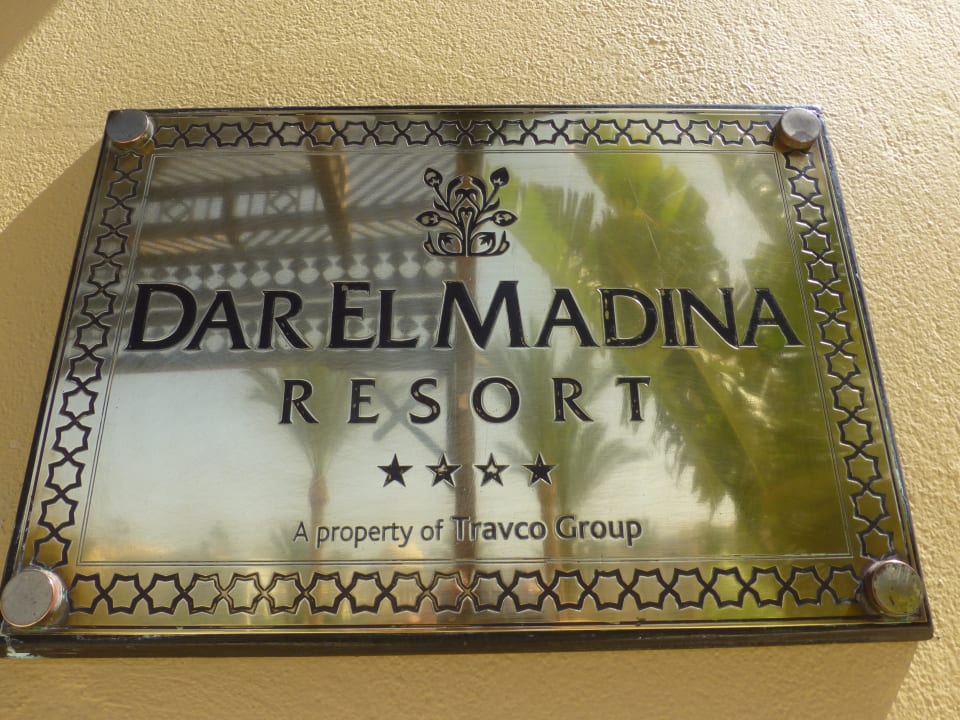 DAR EL MADINA
RESORT
★★★★
A property of Travco Group